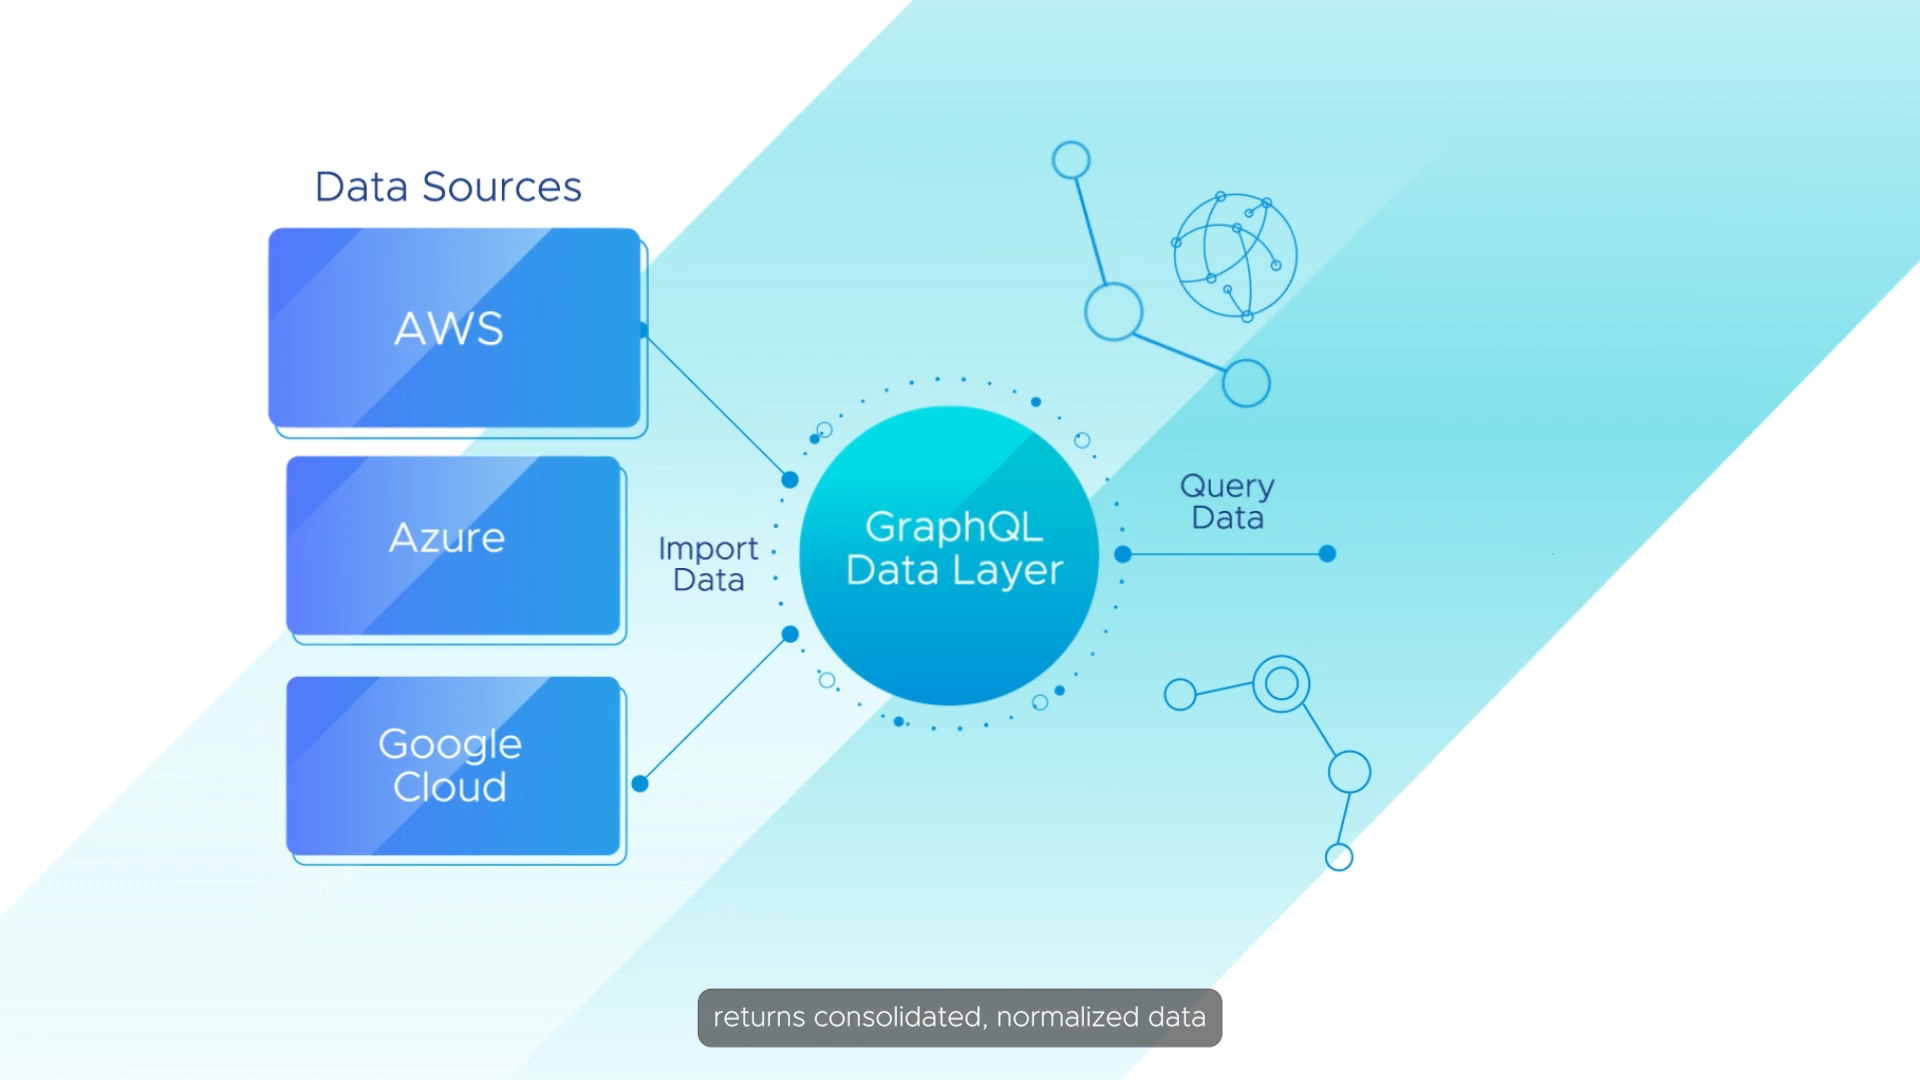 Data Sources
AWS
Azure
Google
Cloud
Import
Data
GraphQL
Data Layer
Query
Data
returns consolidated, normalized data